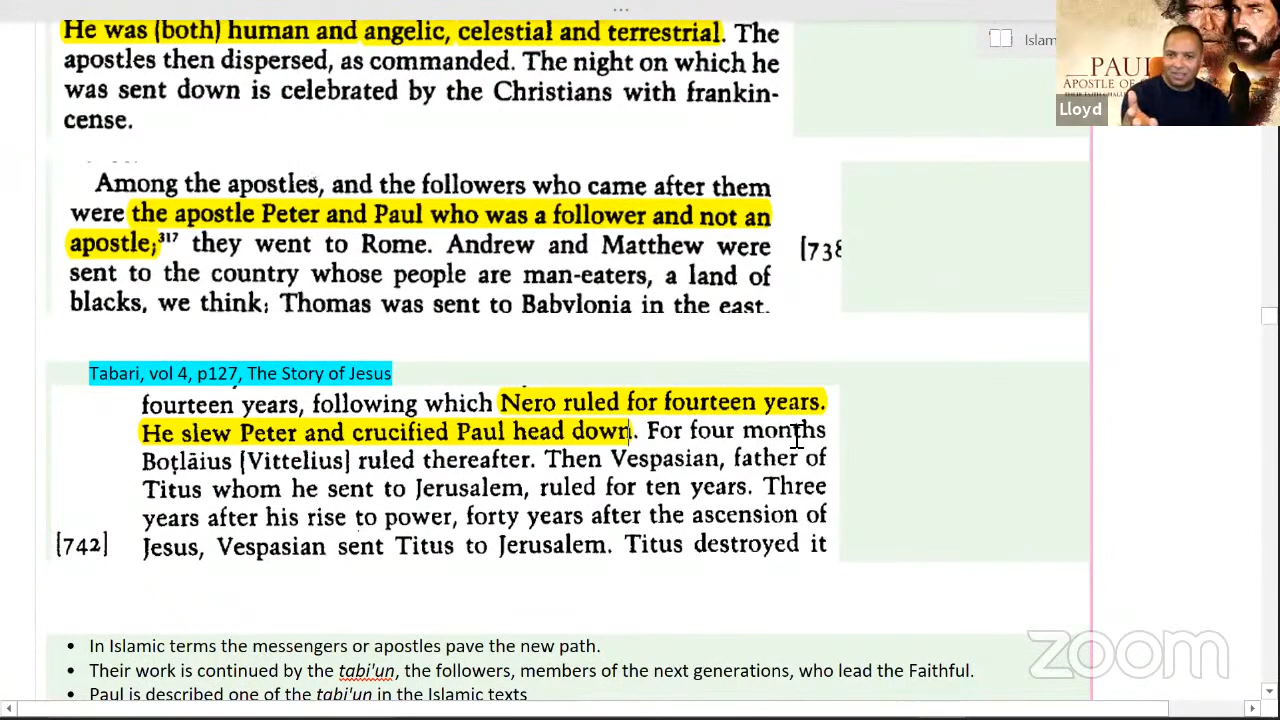 He was (both) human and angelic, celestial and terrestrial. The
apostles then dispersed, as commanded. The night on which he
was sent down is celebrated by the Christians with frankin-
cense.
Among the apostles, and the followers who came after them
were the apostle Peter and Paul who was a follower and not an
apostle;³¹⁷ they went to Rome. Andrew and Matthew were
sent to the country whose people are man-eaters, a land of
blacks, we think; Thomas was sent to Babylonia in the east.
[738
Tabari, vol 4, p127, The Story of Jesus
fourteen years, following which Nero ruled for fourteen years.
He slew Peter and crucified Paul head down. For four months
Boṭlāius [Vittelius] ruled thereafter. Then Vespasian, father of
Titus whom he sent to Jerusalem, ruled for ten years. Three
years after his rise to power, forty years after the ascension of
[742] Jesus, Vespasian sent Titus to Jerusalem. Titus destroyed it
• In Islamic terms the messengers or apostles pave the new path.
• Their work is continued by the tabi'un, the followers, members of the next generations, who lead the Faithful.
• Paul is described one of the tabi'un in the Islamic texts
Islam
PAUL
APOSTLE OF
Lloyd
zoom